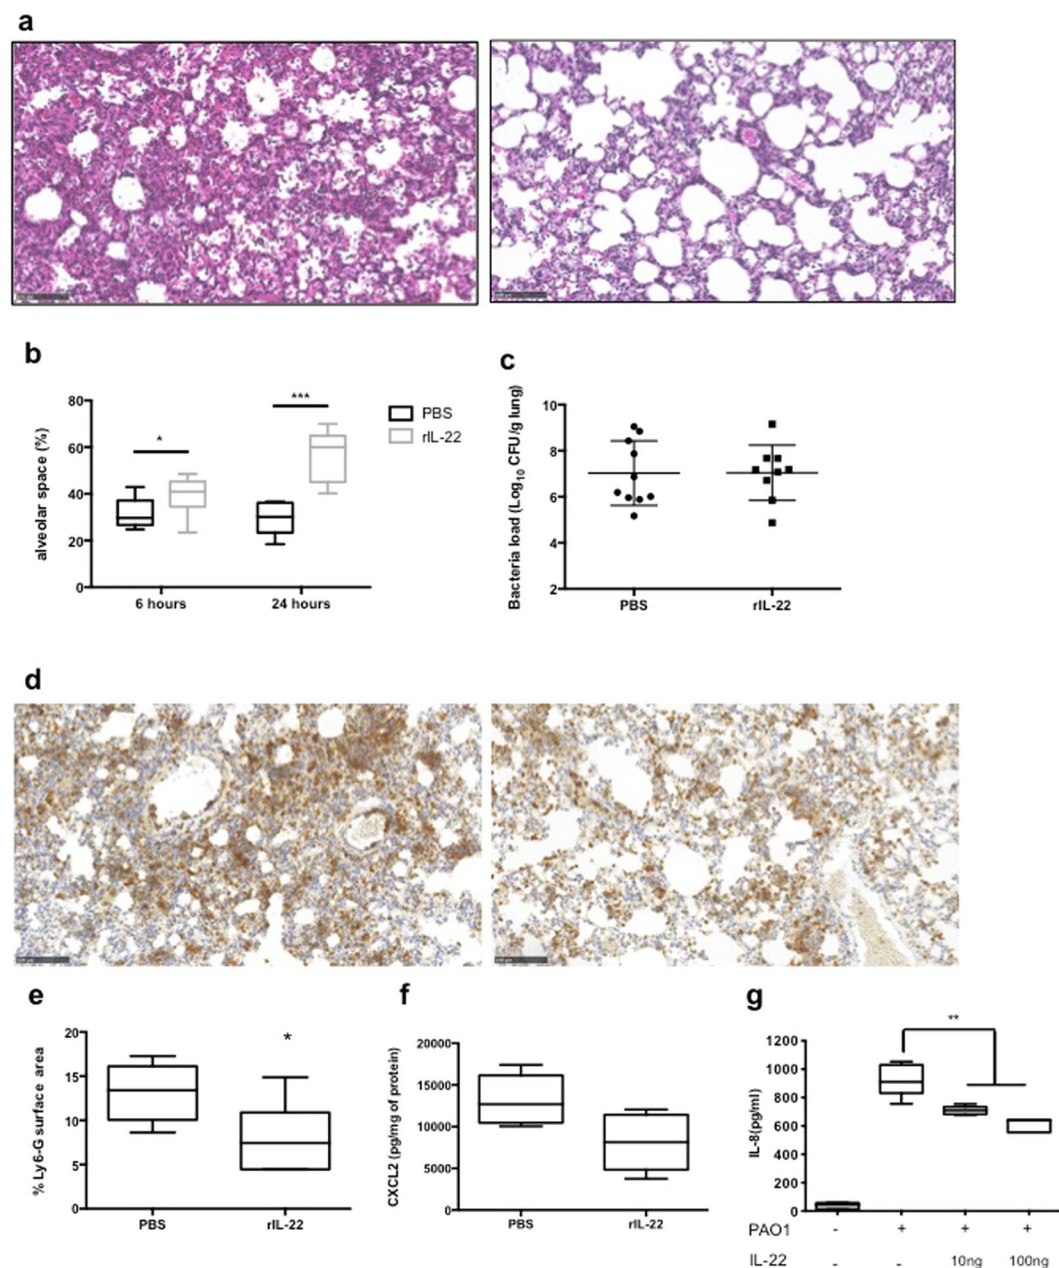 a
b
80
60
40
20
0
alveolar space (%)
*
***
6 hours
24 hours
PBS
rIL-22
c
10
8
6
4
2
Bacteria load (Log10 CFU/g lung)
PBS
rIL-22
d
e
20
15
10
5
0
% Ly6-G surface area
*
PBS
rIL-22
f
20000
15000
10000
5000
0
CXCL2 (pg/mg of protein)
PBS
rIL-22
g
1200
1000
800
600
400
200
0
IL-8(pg/ml)
**
PAO1 - + + +
IL-22 - - 10ng 100ng